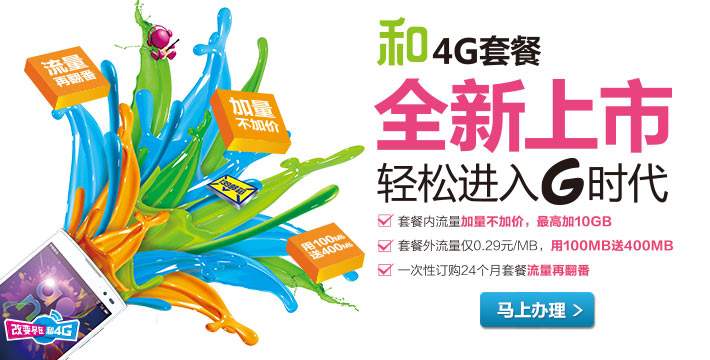 和 4G套餐
全新上市
轻松进入G时代
套餐内流量加量不加价，最高加10GB
套餐外流量仅0.29元/MB，用100MB送400MB
一次性订购24个月套餐流量再翻番
马上办理 >
流量
再翻番
加量
不加价
用100MB
送400MB
和4G